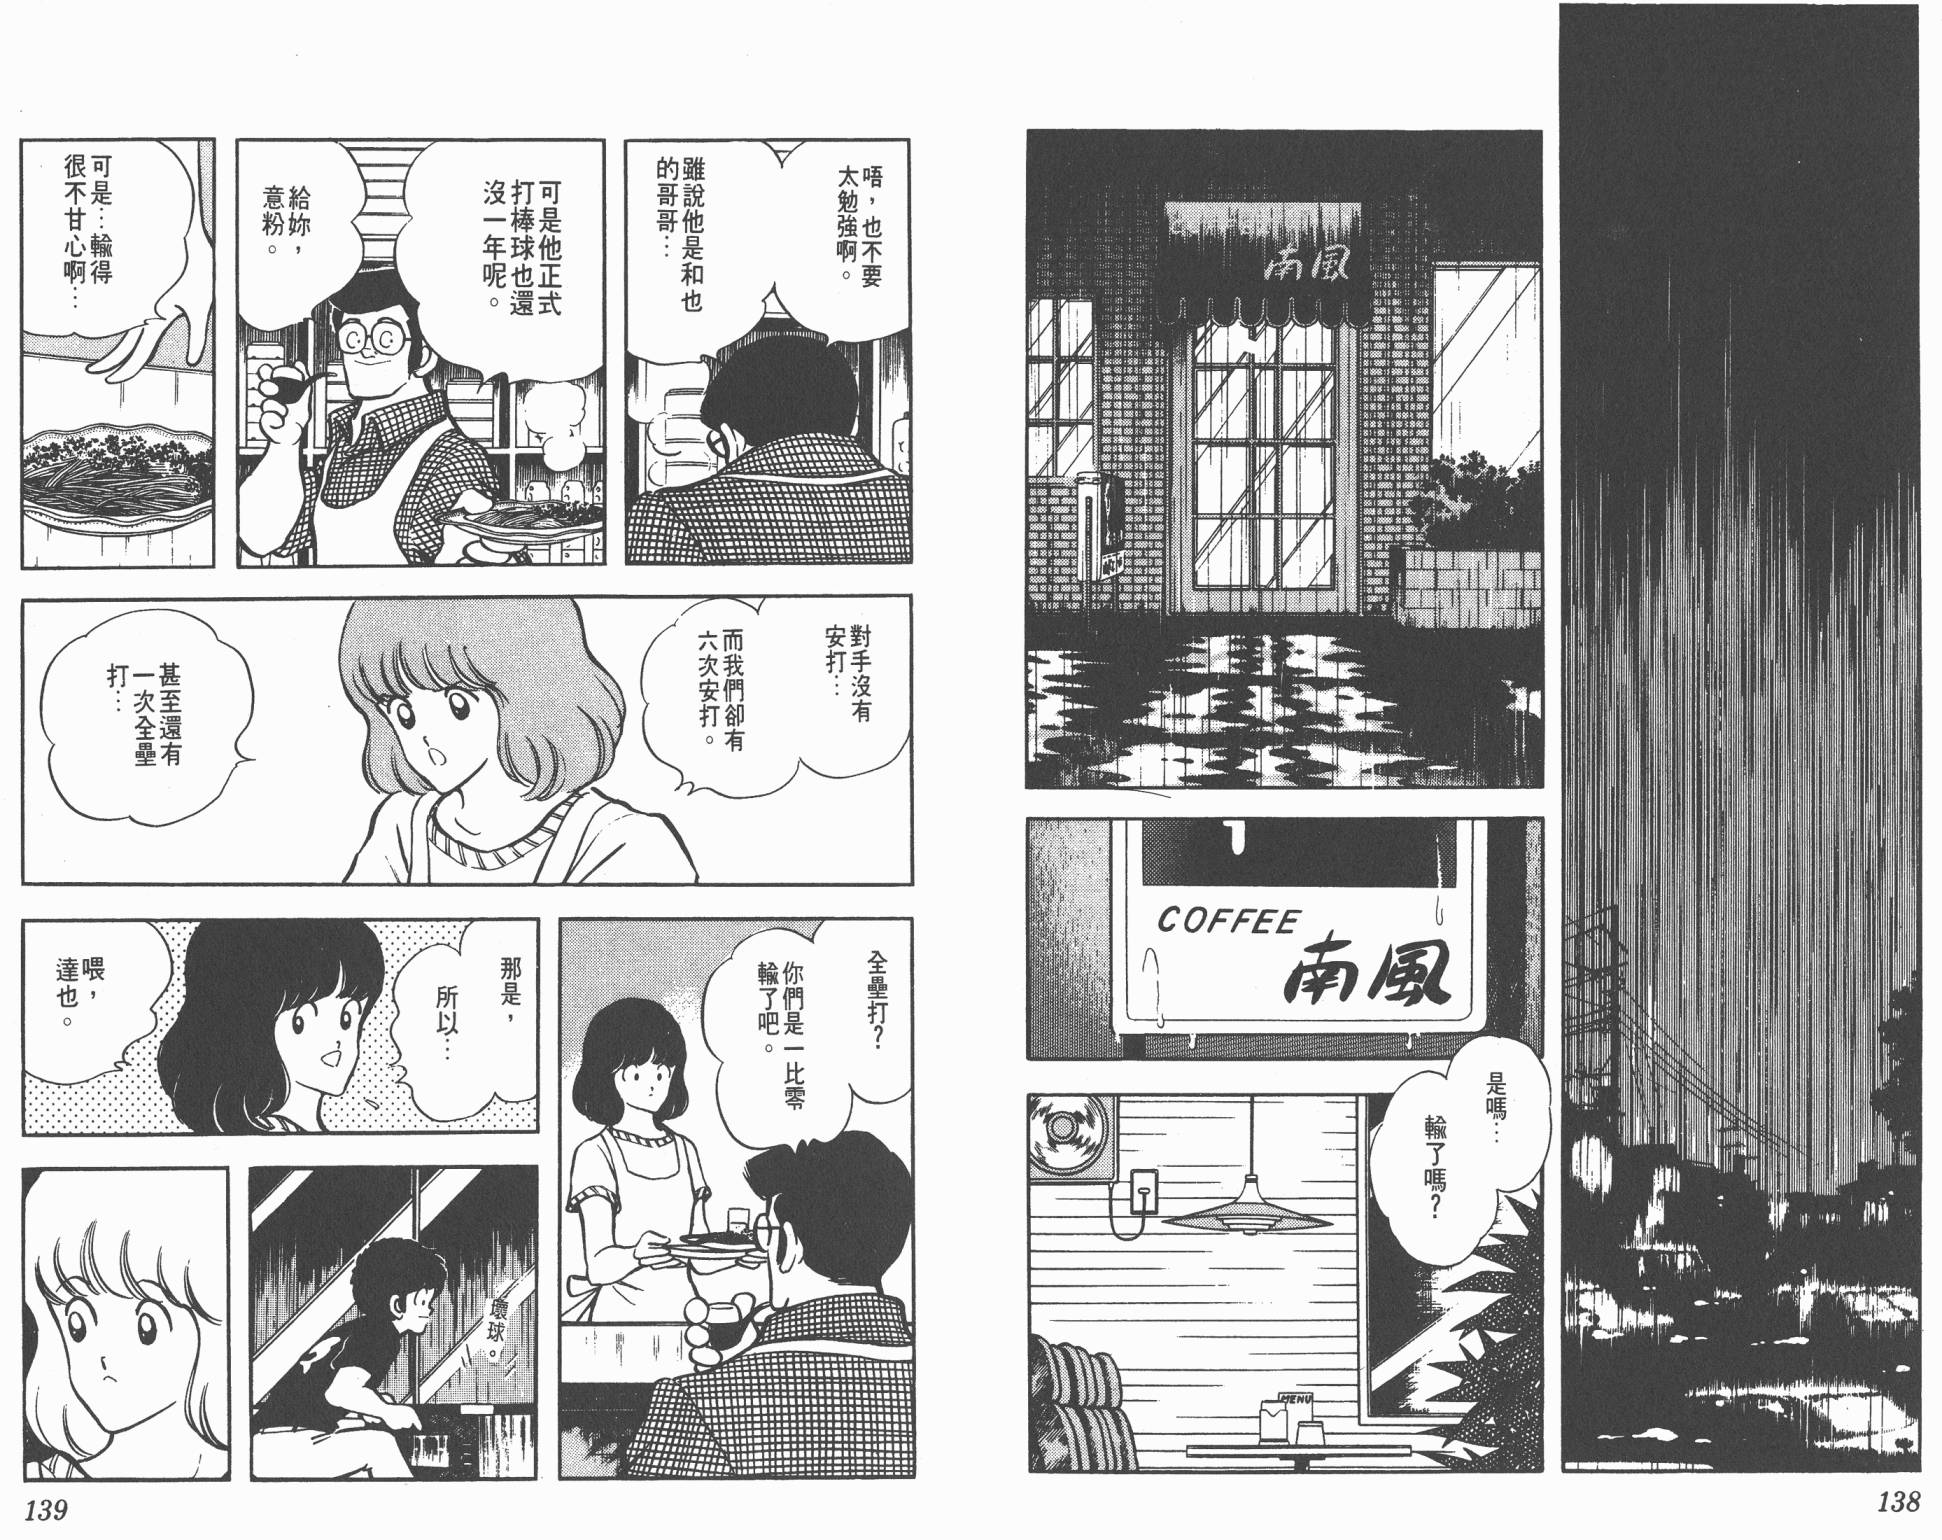 南風
COFFEE
南風
是嗎⋯
輸了嗎？
MENU
138
唔，也不要
太勉強啊。
雖說他是和也
的哥哥⋯
可是他正式
打棒球也還
沒一年呢。
給妳，
意粉。
可是⋯輸得
很不甘心啊⋯
對手沒有
安打⋯
而我們卻有
六次安打。
甚至還有
一次全壘
打⋯
全壘打？
你們是一比零
輸了吧。
那是，
所以⋯
喂，
達也。
壞球。
139